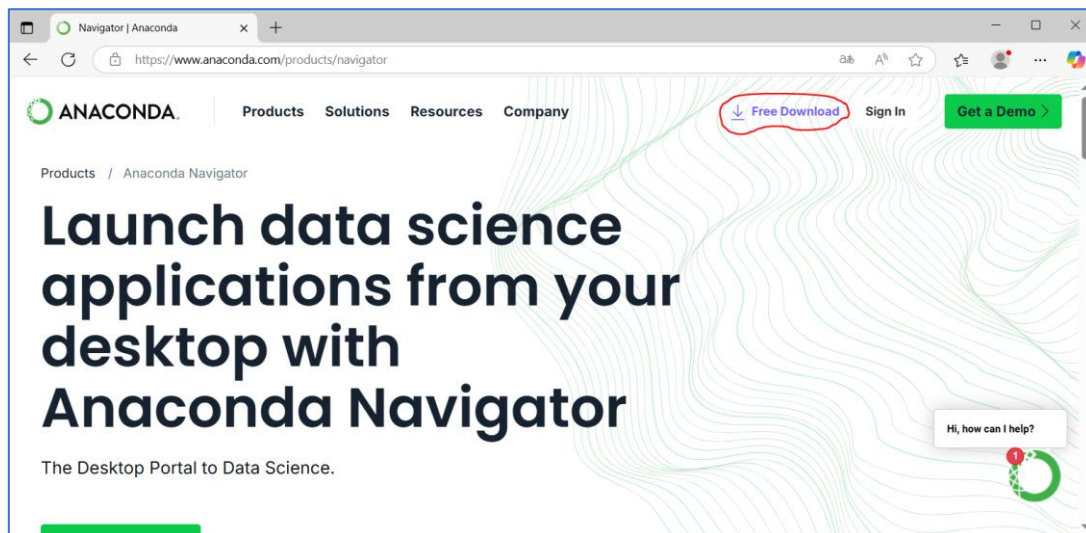 Navigator | Anaconda
https://www.anaconda.com/products/navigator
ANACONDA.
Products Solutions Resources Company
Free Download
Sign In
Get a Demo
Products / Anaconda Navigator
Launch data science
applications from your
desktop with
Anaconda Navigator
The Desktop Portal to Data Science.
Hi, how can I help?
1